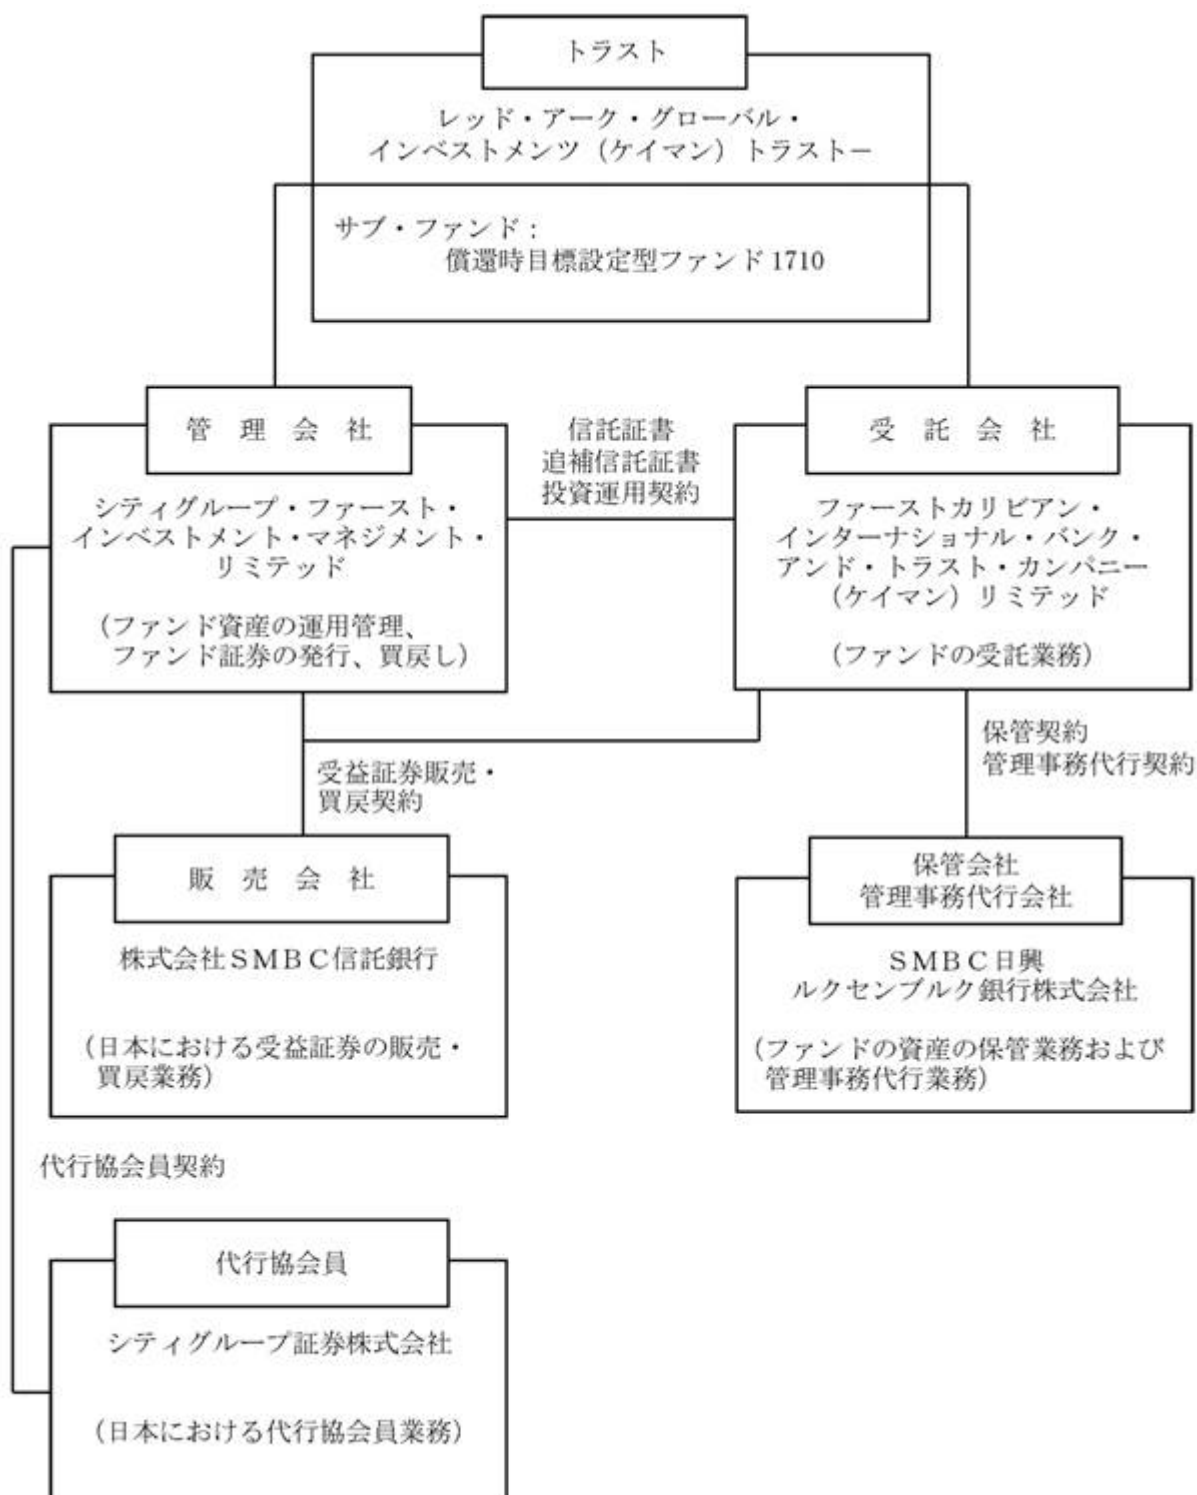 トラスト
レッド・アーク・グローバル・
インベストメンツ（ケイマン）トラスト－
サブ・ファンド：
償還時目標設定型ファンド1710
管　理　会　社
シティグループ・ファースト・
インベストメント・マネジメント・
リミテッド
（ファンド資産の運用管理、
ファンド証券の発行、買戻し）
信託証書
追補信託証書
投資運用契約
受　託　会　社
ファーストカリビアン・
インターナショナル・バンク・
アンド・トラスト・カンパニー
（ケイマン）リミテッド
（ファンドの受託業務）
受益証券販売・
買戻契約
保管契約
管理事務代行契約
販　売　会　社
株式会社ＳＭＢＣ信託銀行
（日本における受益証券の販売・
買戻業務）
保管会社
管理事務代行会社
ＳＭＢＣ日興
ルクセンブルク銀行株式会社
（ファンドの資産の保管業務および
管理事務代行業務）
代行協会員契約
代行協会員
シティグループ証券株式会社
（日本における代行協会員業務）